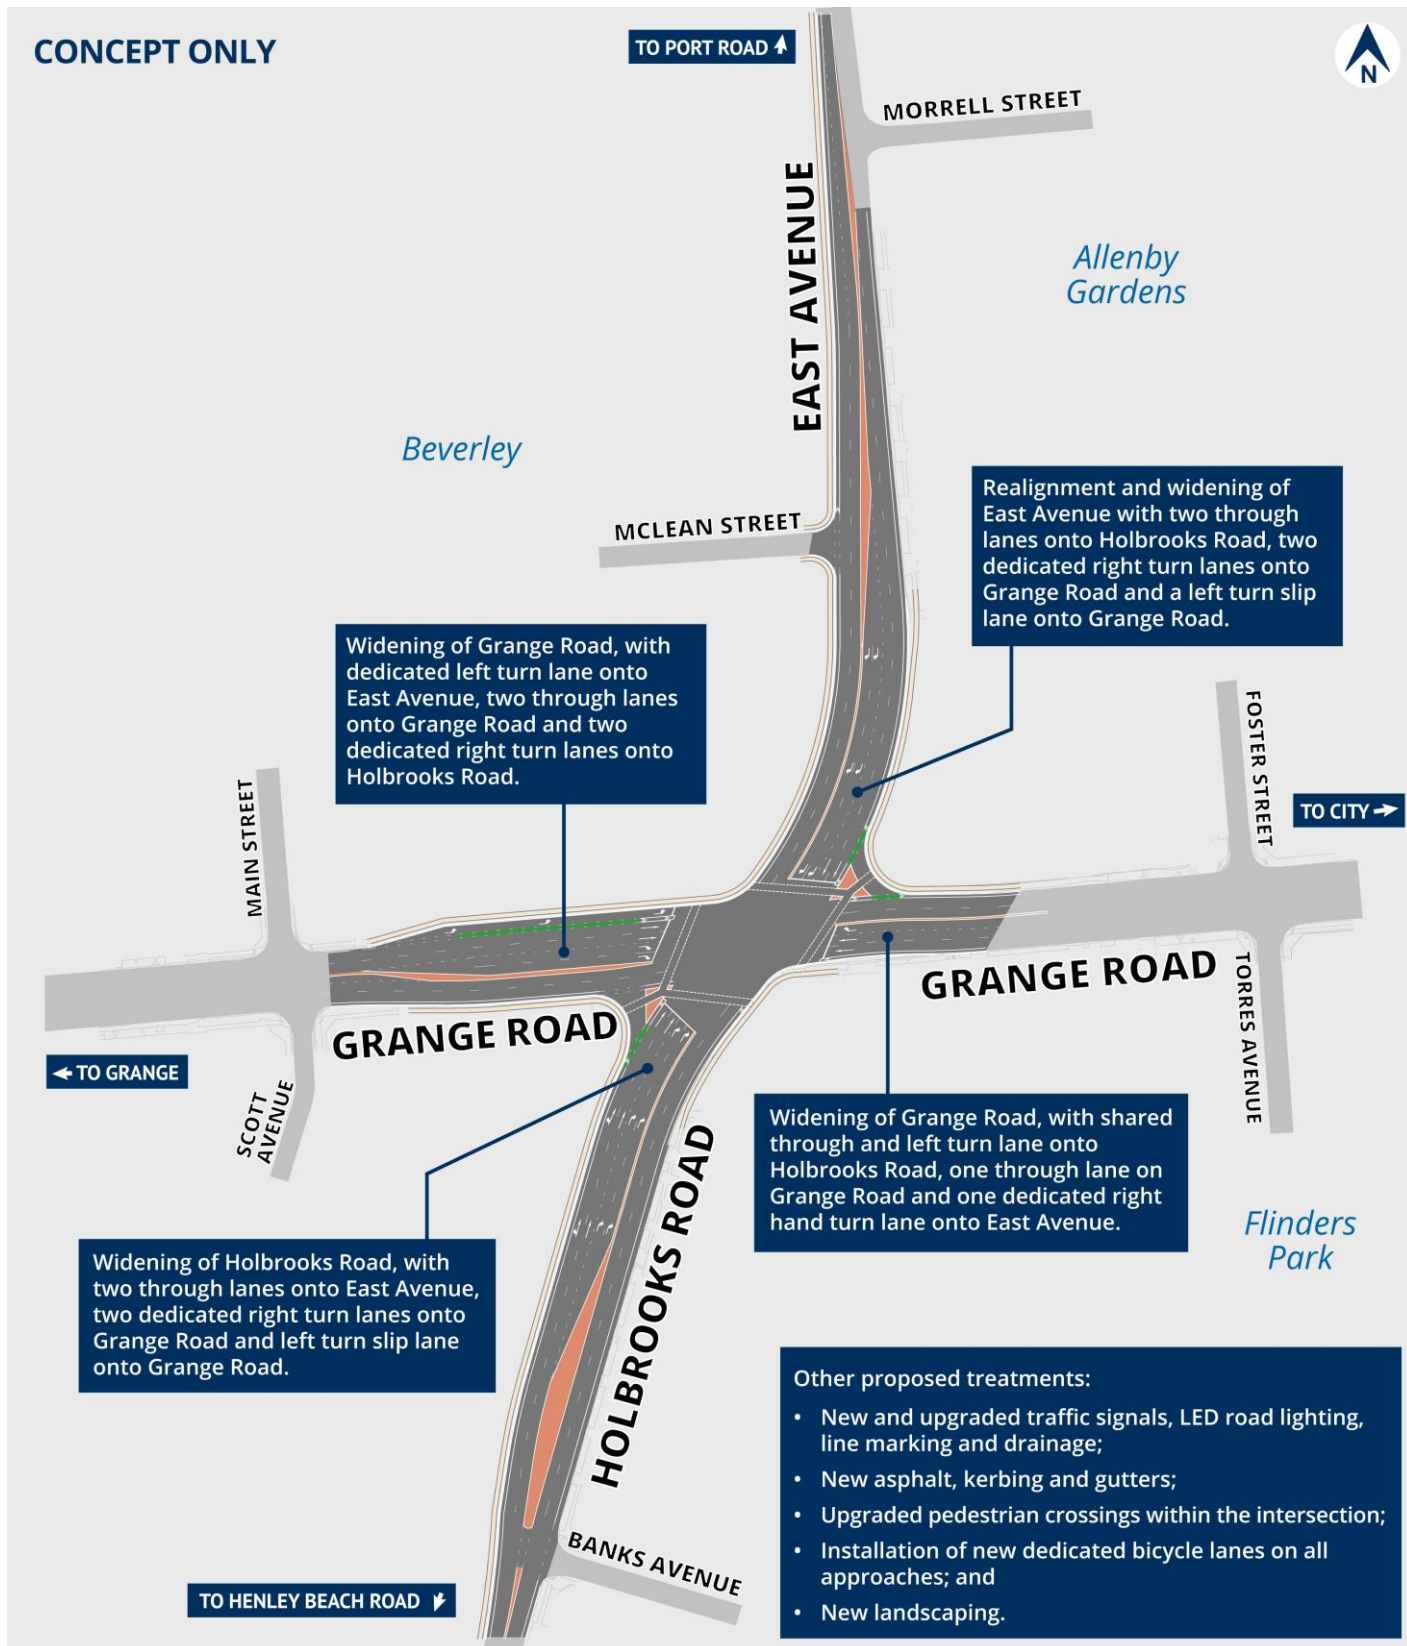 CONCEPT ONLY
TO PORT ROAD
N
MORRELL STREET
EAST AVENUE
Allenby
Gardens
Beverley
MCLEAN STREET
Realignment and widening of
East Avenue with two through
lanes onto Holbrooks Road, two
dedicated right turn lanes onto
Grange Road and a left turn slip
lane onto Grange Road.
Widening of Grange Road, with
dedicated left turn lane onto
East Avenue, two through lanes
onto Grange Road and two
dedicated right turn lanes onto
Holbrooks Road.
FOSTER STREET
MAIN STREET
TO CITY
GRANGE ROAD
GRANGE ROAD
TORRES AVENUE
TO GRANGE
SCOTT
AVENUE
HOLBROOKS ROAD
Widening of Grange Road, with shared
through and left turn lane onto
Holbrooks Road, one through lane on
Grange Road and one dedicated right
hand turn lane onto East Avenue.
Flinders
Park
Widening of Holbrooks Road, with
two through lanes onto East Avenue,
two dedicated right turn lanes onto
Grange Road and left turn slip lane
onto Grange Road.
Other proposed treatments:
• New and upgraded traffic signals, LED road lighting,
line marking and drainage;
• New asphalt, kerbing and gutters;
• Upgraded pedestrian crossings within the intersection;
• Installation of new dedicated bicycle lanes on all
approaches; and
• New landscaping.
BANKS AVENUE
TO HENLEY BEACH ROAD